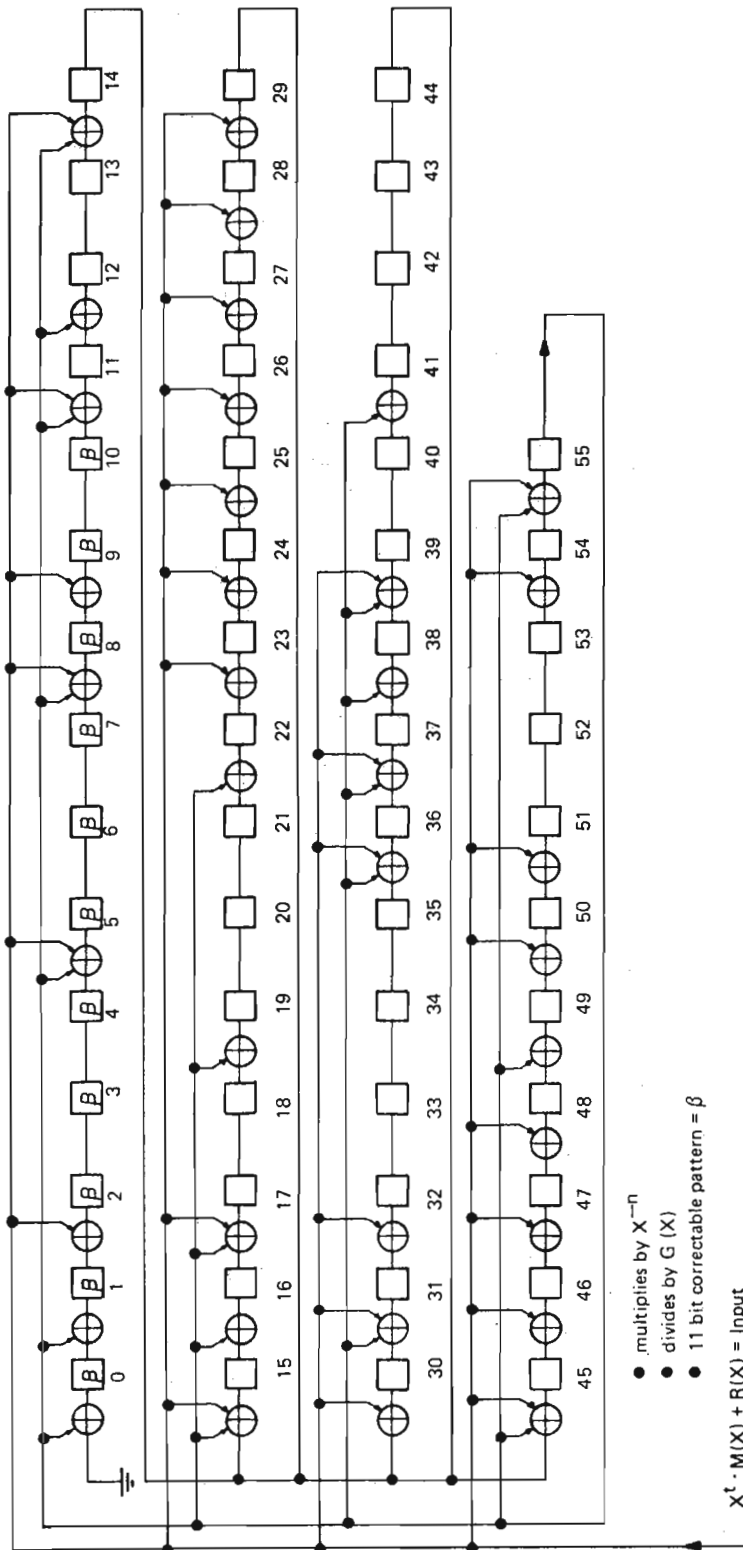 β β β β β β β β β β β
0 1 2 3 4 5 6 7 8 9 10 11 12 13 14
15 16 17 18 19 20 21 22 23 24 25 26 27 28 29
30 31 32 33 34 35 36 37 38 39 40 41 42 43 44
45 46 47 48 49 50 51 52 53 54 55
● multiplies by X⁻ⁿ
● divides by G (X)
● 11 bit correctable pattern = β
Xᵗ · M(X) + R(X) = Input